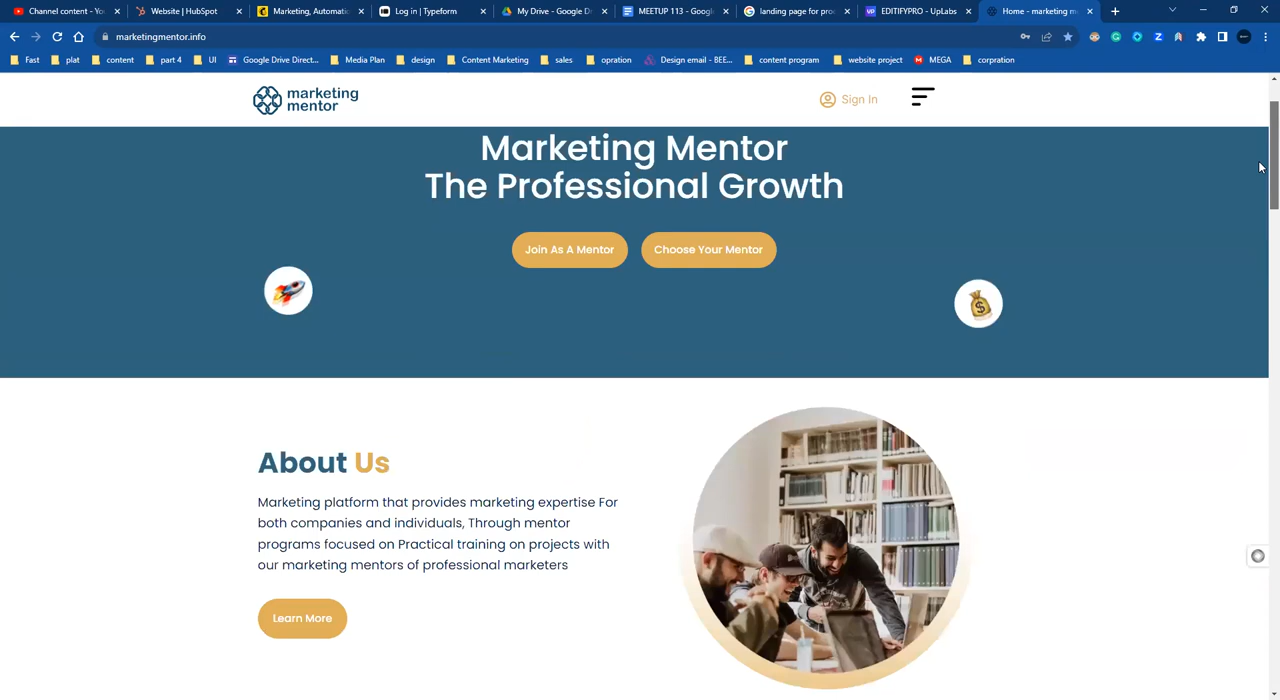 Channel content - Yo
Website | HubSpot
Marketing, Automatic
Log in | Typeform
My Drive - Google D
MEETUP 113 - Google
landing page for pro
EDITIFYPRO - UpLabs
Home - marketing m
marketingmentor.info
Fast
plat
content
part 4
UI
Google Drive Direct...
Media Plan
design
Content Marketing
sales
opration
Design email - BEE...
content program
website project
MEGA
corpration
marketing
mentor
Sign In
Marketing Mentor
The Professional Growth
Join As A Mentor
Choose Your Mentor
About Us
Marketing platform that provides marketing expertise For
both companies and individuals, Through mentor
programs focused on Practical training on projects with
our marketing mentors of professional marketers
Learn More